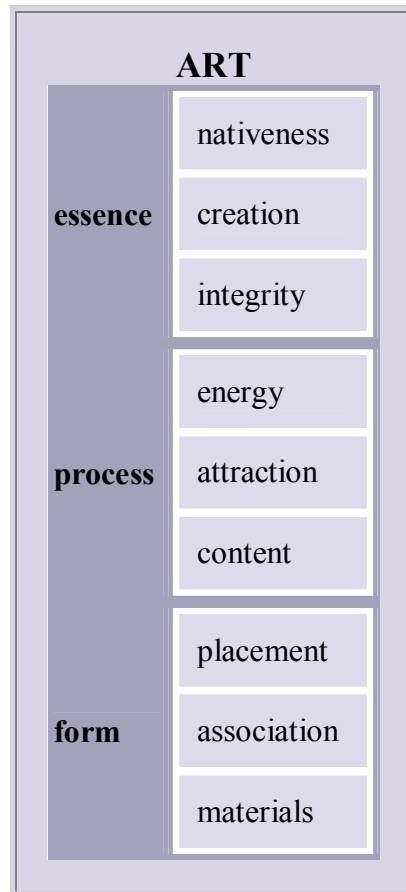 ART
essence
nativeness
creation
integrity
process
energy
attraction
content
form
placement
association
materials